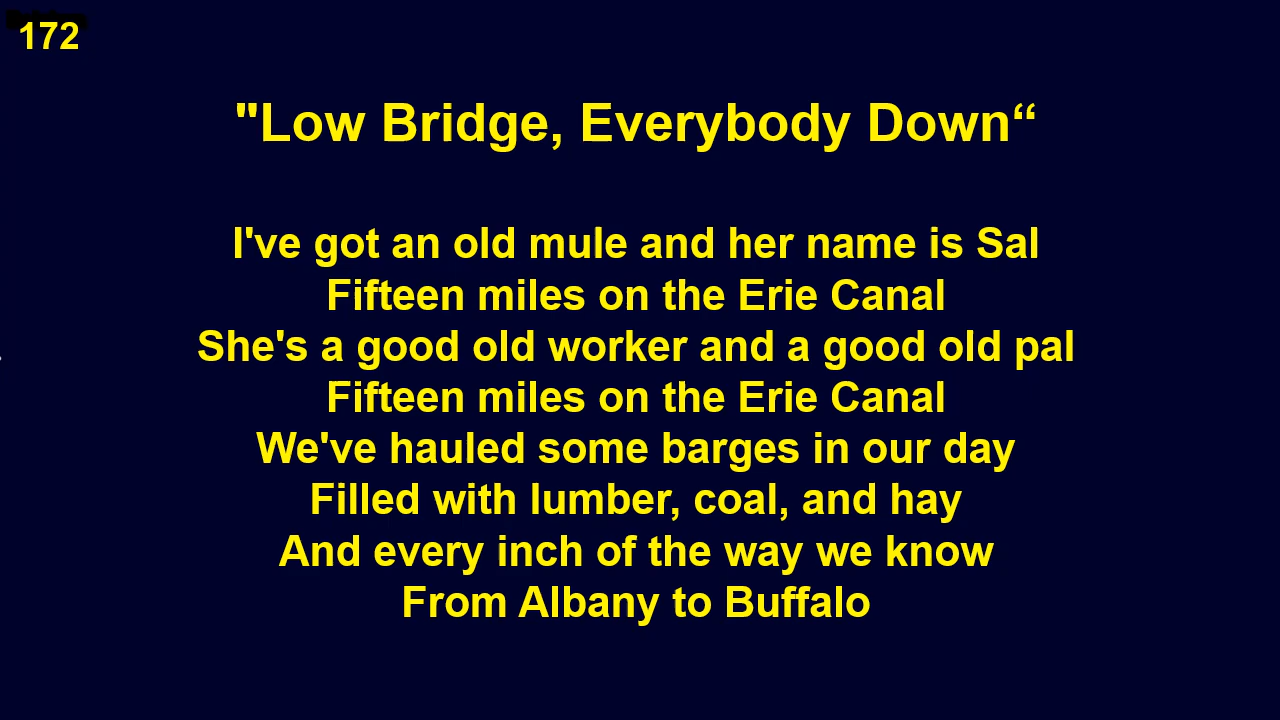 172
"Low Bridge, Everybody Down“
I've got an old mule and her name is Sal
Fifteen miles on the Erie Canal
She's a good old worker and a good old pal
Fifteen miles on the Erie Canal
We've hauled some barges in our day
Filled with lumber, coal, and hay
And every inch of the way we know
From Albany to Buffalo